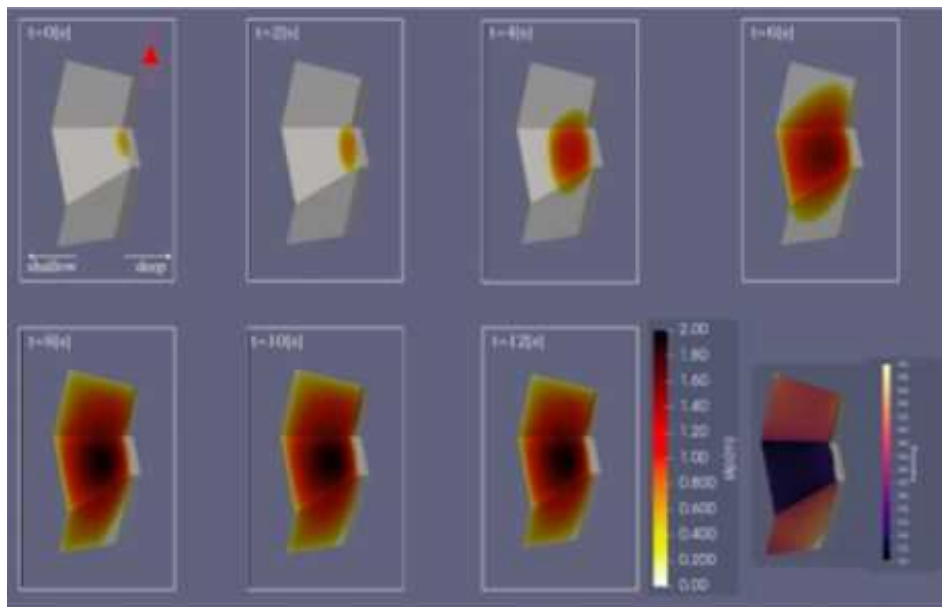 t=0[s]
t=2[s]
t=4[s]
t=6[s]
shallow
deep
t=8[s]
t=10[s]
t=12[s]
2.00
1.80
1.60
1.40
1.20
1.00
0.800
0.600
0.400
0.200
0.00